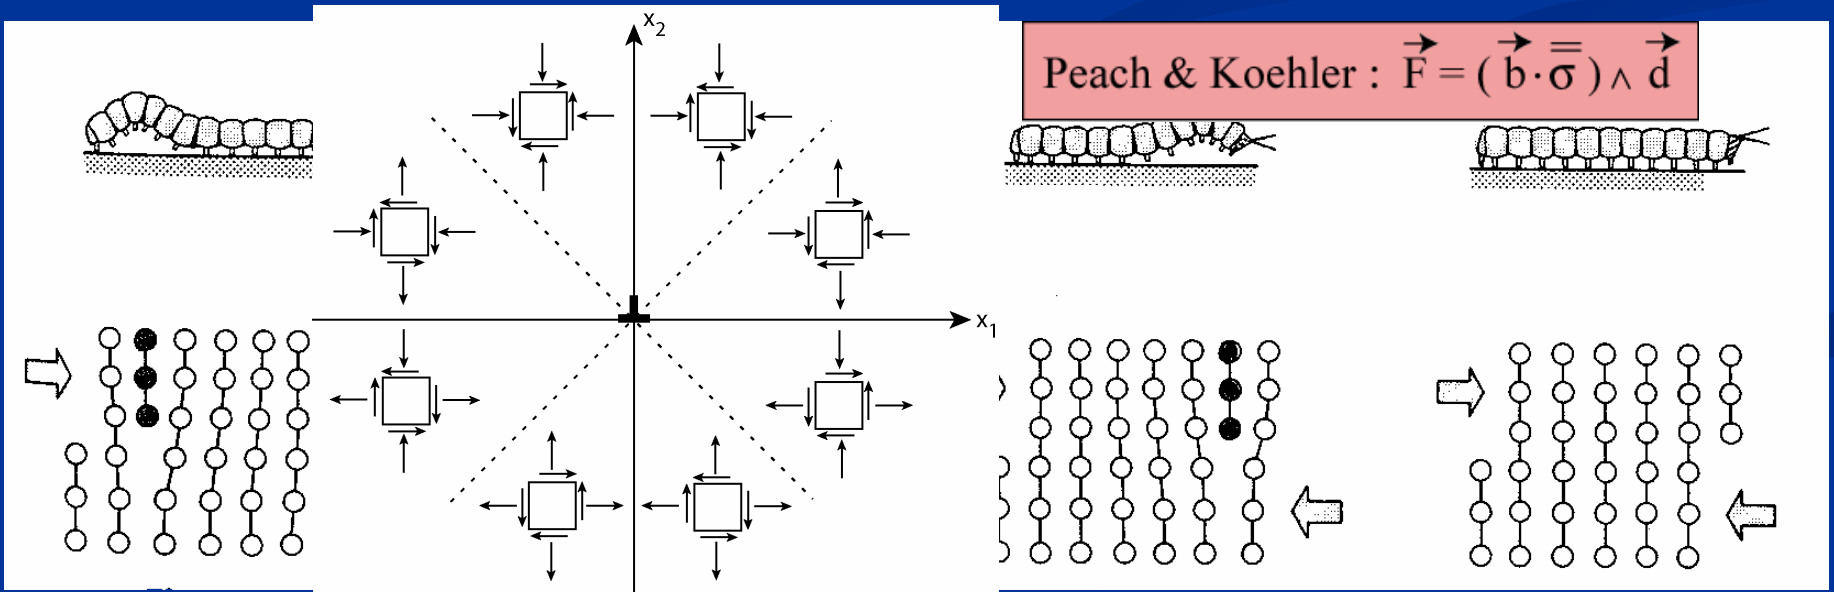 x₂
Peach & Koehler : F⃗ = ( b⃗ · σ̿ ) ∧ d⃗
x₁